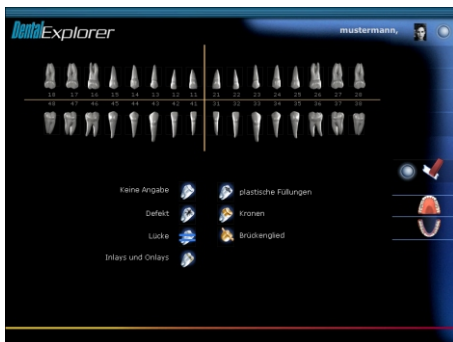 DentalExplorer
mustermann,
18 17 16 15 14 13 12 11 21 22 23 24 25 26 27 28
48 47 46 45 44 43 42 41 31 32 33 34 35 36 37 38
Keine Angabe plastische Füllungen
Defekt Kronen
Lücke Brückenglied
Inlays und Onlays